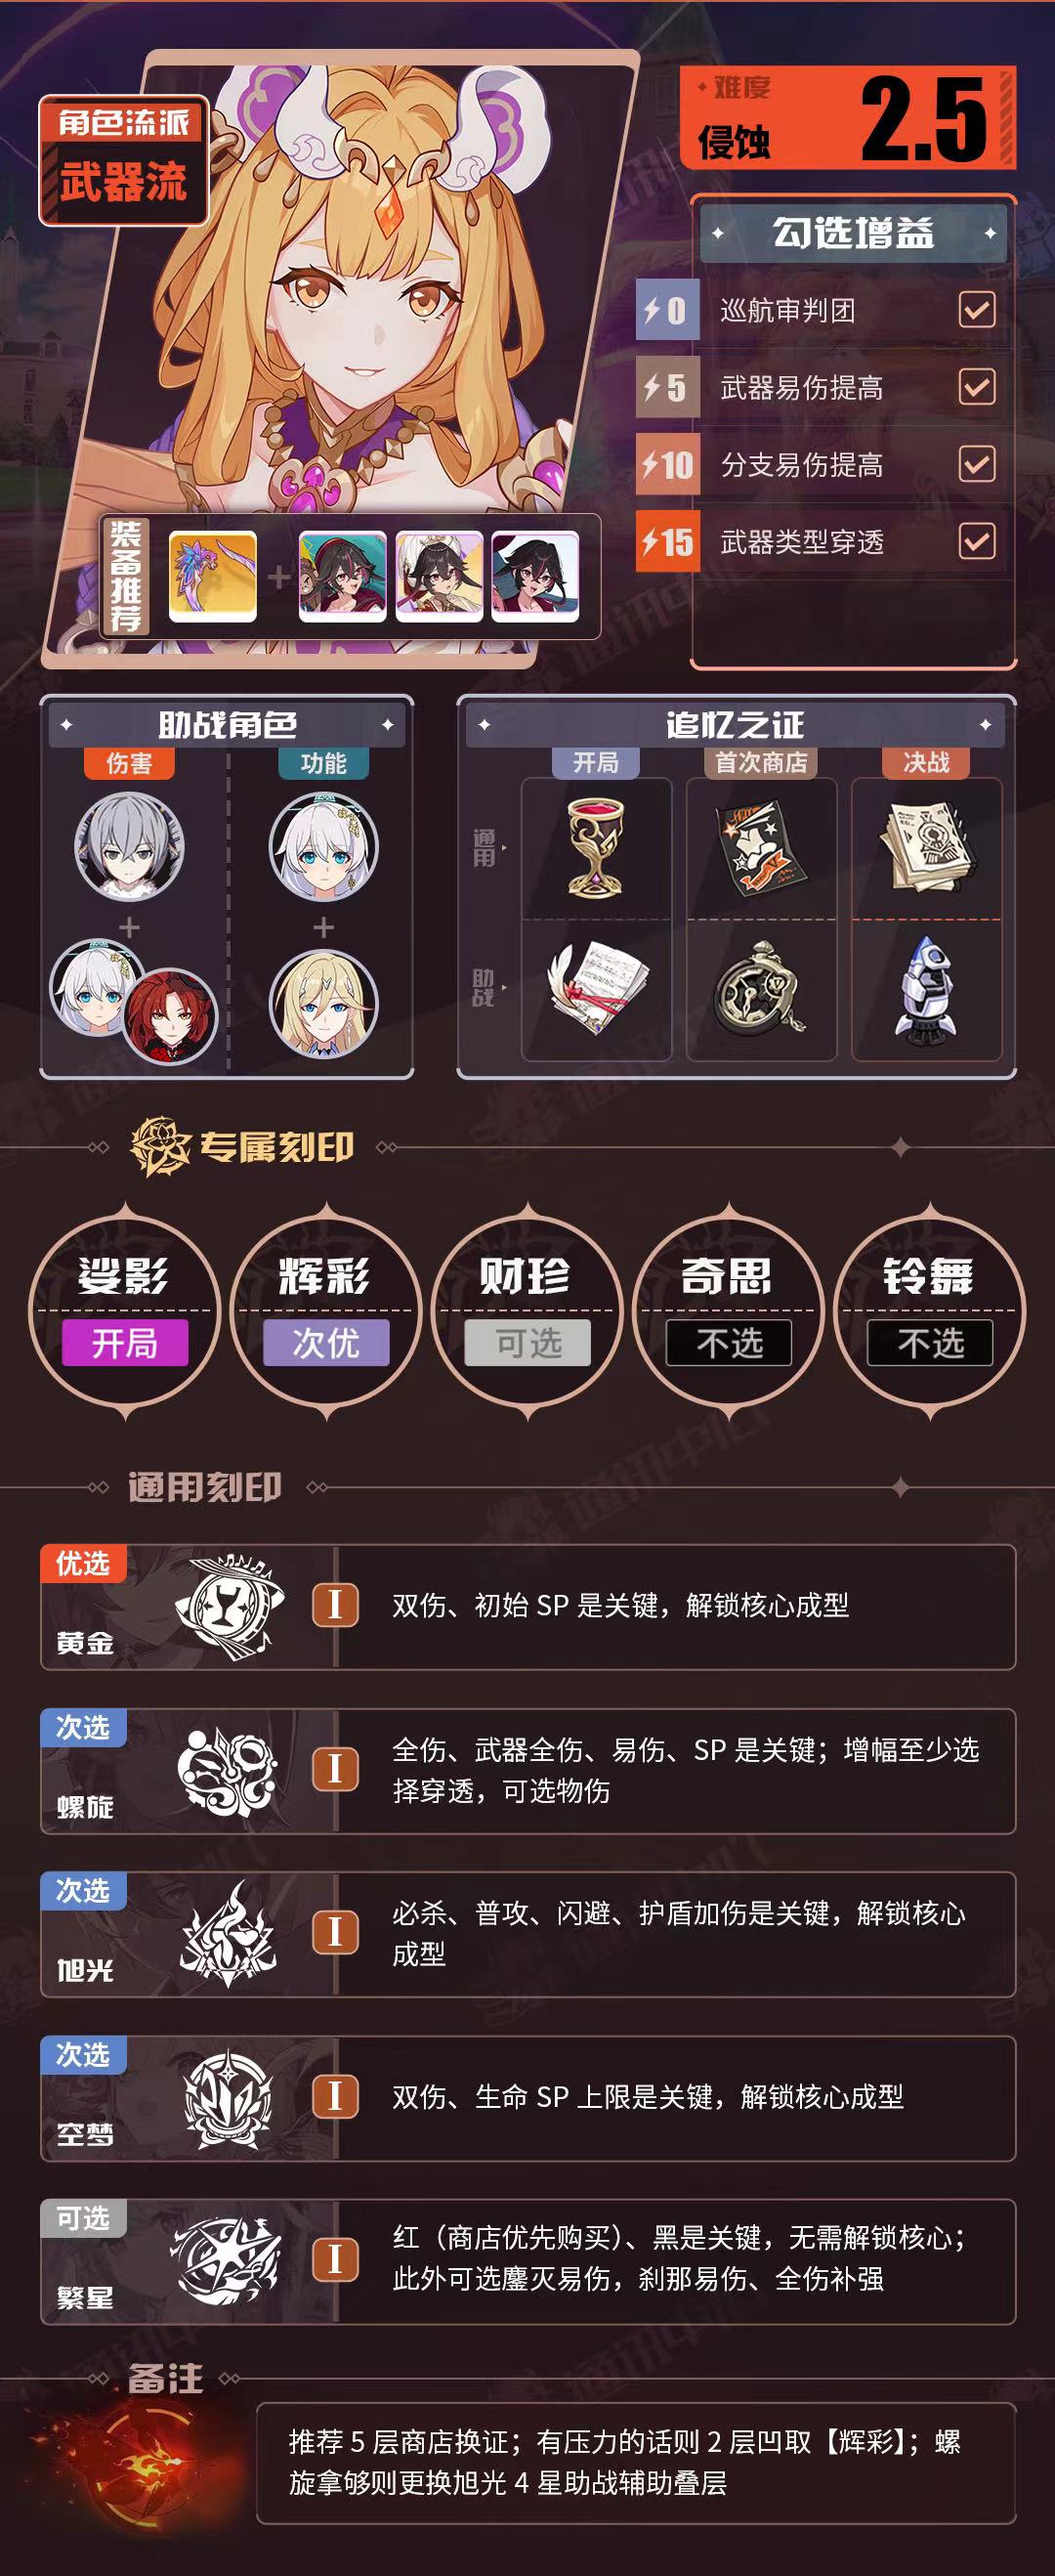 角色流派
武器流
难度
侵蚀
2.5
勾选增益
0 巡航审判团
5 武器易伤提高
10 分支易伤提高
15 武器类型穿透
装备推荐
助战角色
伤害
功能
追忆之证
开局
首次商店
决战
通用
助战
专属刻印
娑影
开局
辉彩
次优
财珍
可选
奇思
不选
铃舞
不选
通用刻印
优选
黄金
I
双伤、初始 SP 是关键，解锁核心成型
次选
螺旋
I
全伤、武器全伤、易伤、SP 是关键；增幅至少选
择穿透，可选物伤
次选
旭光
I
必杀、普攻、闪避、护盾加伤是关键，解锁核心
成型
次选
空梦
I
双伤、生命 SP 上限是关键，解锁核心成型
可选
繁星
I
红（商店优先购买）、黑是关键，无需解锁核心；
此外可选鏖灭易伤，刹那易伤、全伤补强
备注
推荐 5 层商店换证；有压力的话则 2 层凹取【辉彩】；螺
旋拿够则更换旭光 4 星助战辅助叠层